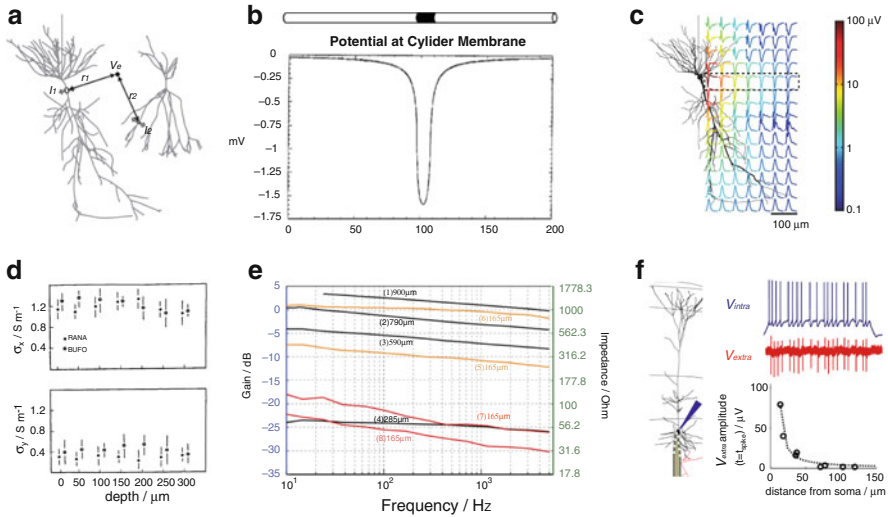 a
I1
r1
Ve
r2
I2
b
Potential at Cylider Membrane
0
−0.25
−0.5
−0.75
mV
−1
−1.25
−1.5
−1.75
0 50 100 150 200
c
100 µV
10
1
0.1
100 µm
d
σx / S m⁻¹
1.2
0.8
0.4
RANA
BUFO
σy / S m⁻¹
1.2
0.8
0.4
0 50 100 150 200 250 300
depth / µm
e
Gain / dB
5
0
−5
−10
−15
−20
−25
−30
−35
(1)900µm
(6)165µm
(2)790µm
(3)590µm
(5)165µm
(4)285µm
(7)165µm
(8)165µm
1778.3
1000
562.3
316.2
177.8
100
56.2
31.6
17.8
Impedance / Ohm
10¹ 10² 10³
Frequency / Hz
f
Vintra
Vextra
Vextra amplitude
(t=tspike) / µV
100
50
0
0 50 100 150
distance from soma / µm